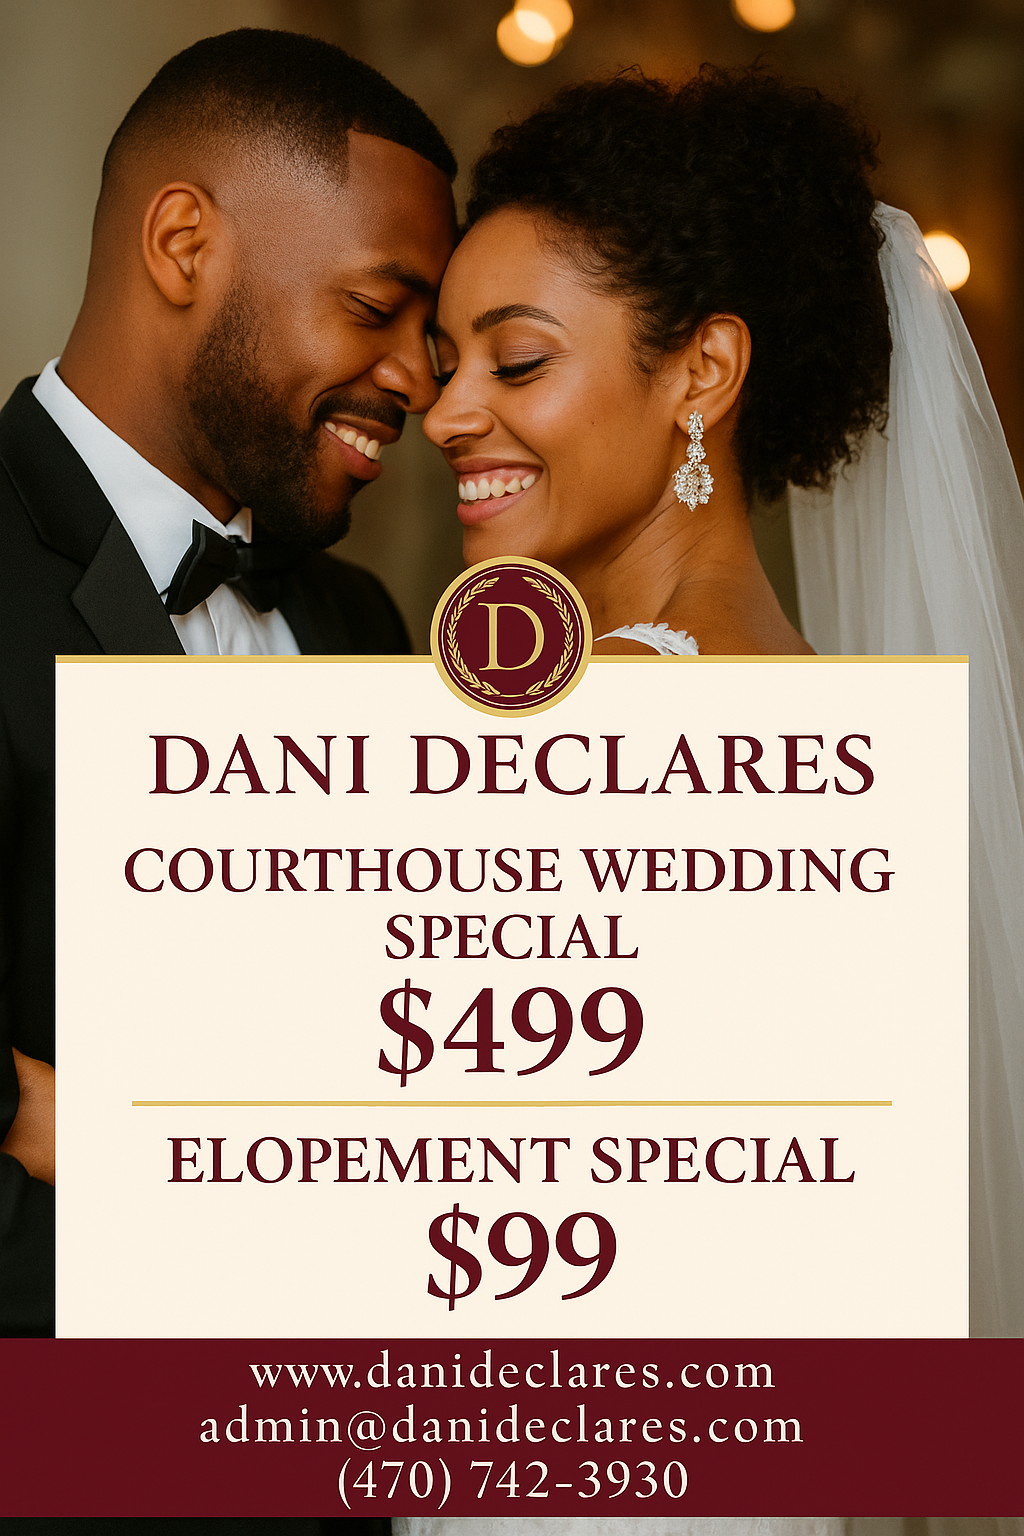 D
DANI DECLARES
COURTHOUSE WEDDING
SPECIAL
$499
ELOPEMENT SPECIAL
$99
www.danideclares.com
admin@danideclares.com
(470) 742-3930